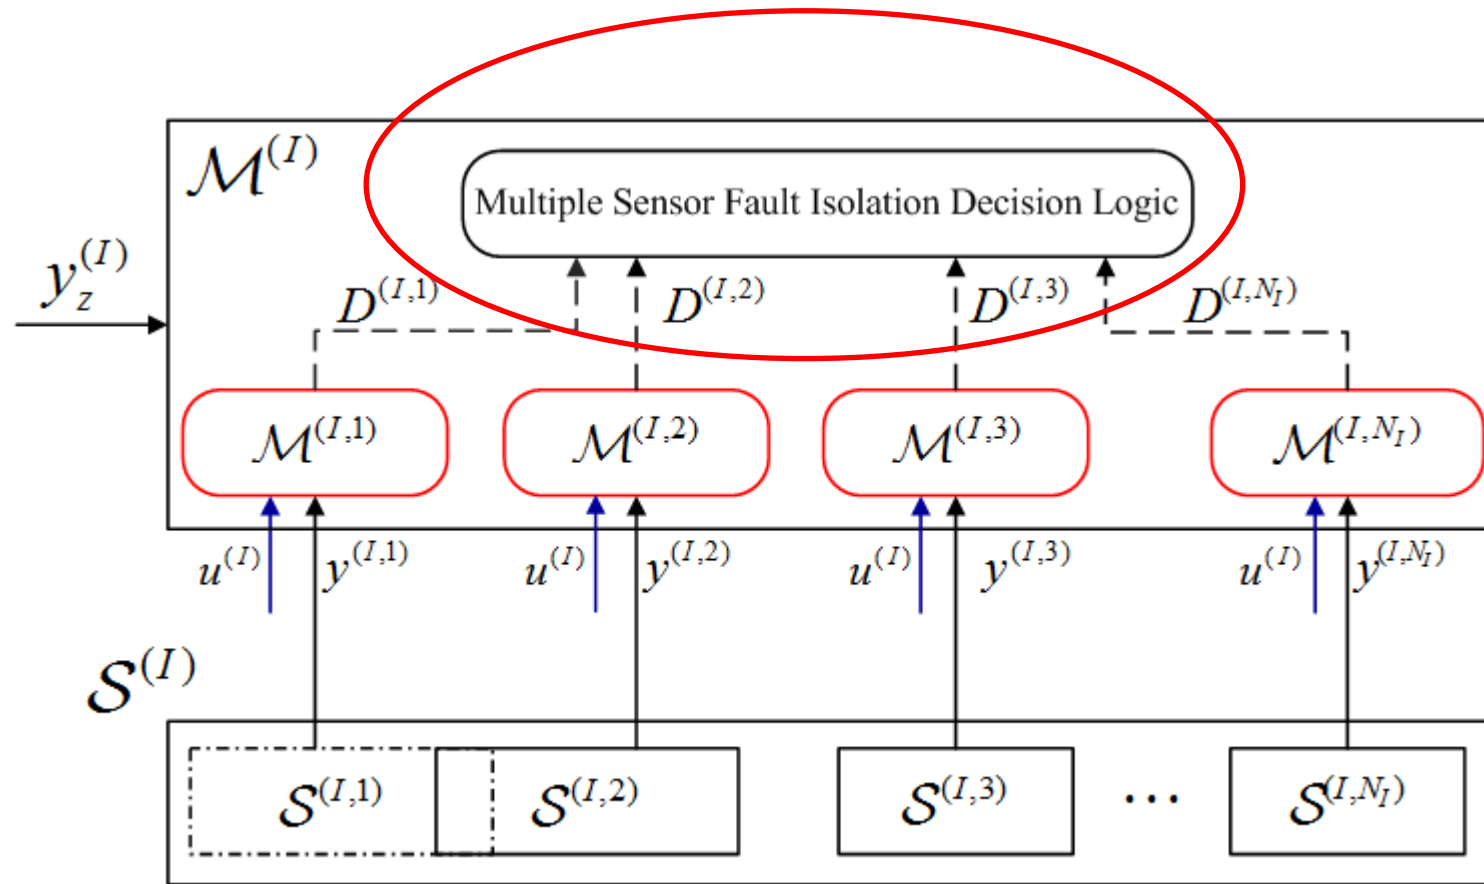 𝓜^(I)
Multiple Sensor Fault Isolation Decision Logic
y_z^(I)
D^(I,1) D^(I,2) D^(I,3) D^(I,N_I)
𝓜^(I,1) 𝓜^(I,2) 𝓜^(I,3) 𝓜^(I,N_I)
u^(I) y^(I,1) u^(I) y^(I,2) u^(I) y^(I,3) u^(I) y^(I,N_I)
𝓢^(I)
𝓢^(I,1) 𝓢^(I,2) 𝓢^(I,3) ⋯ 𝓢^(I,N_I)